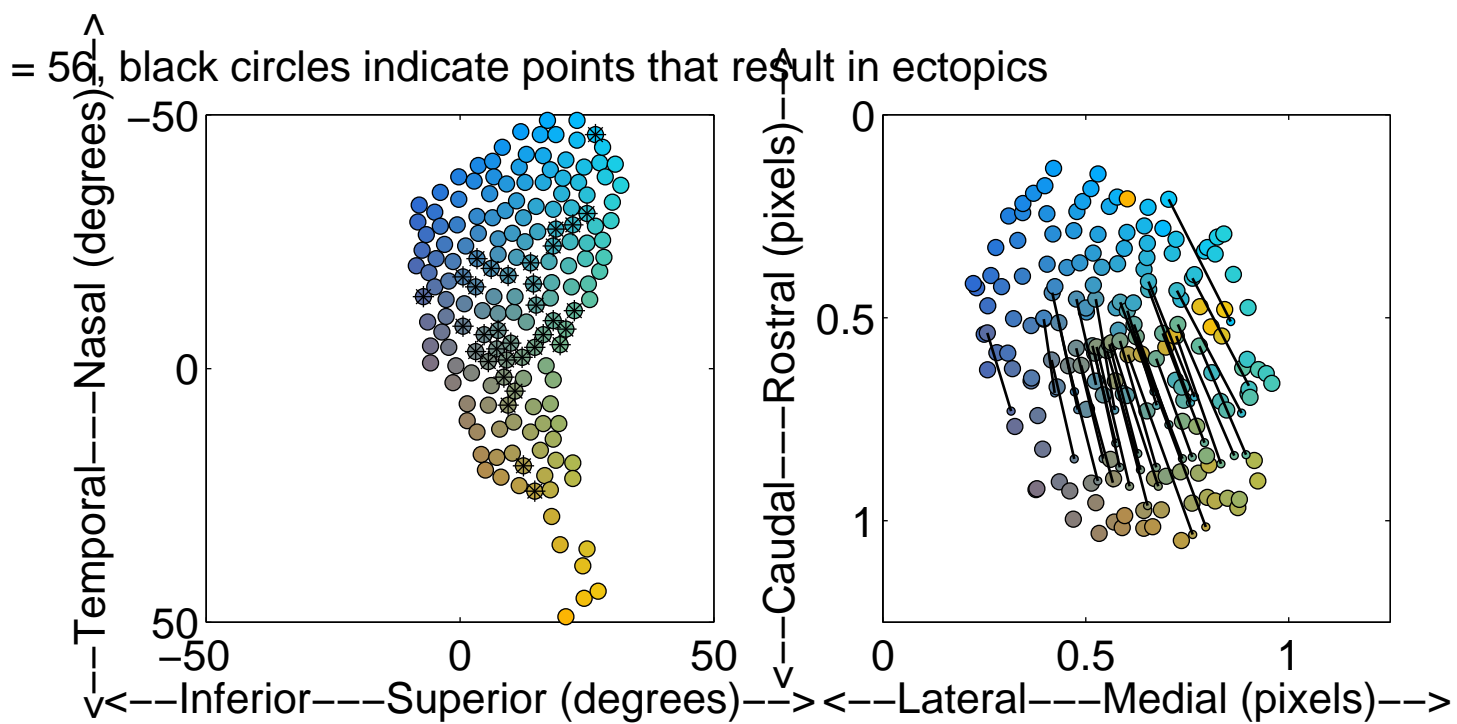 = 56, black circles indicate points that result in ectopics
<---Temporal----Nasal (degrees)--->
−50
0
50
−50
0
50
<---Inferior---Superior (degrees)--->
<---Caudal---Rostral (pixels)--->
0
0.5
1
0
0.5
1
<---Lateral---Medial (pixels)--->